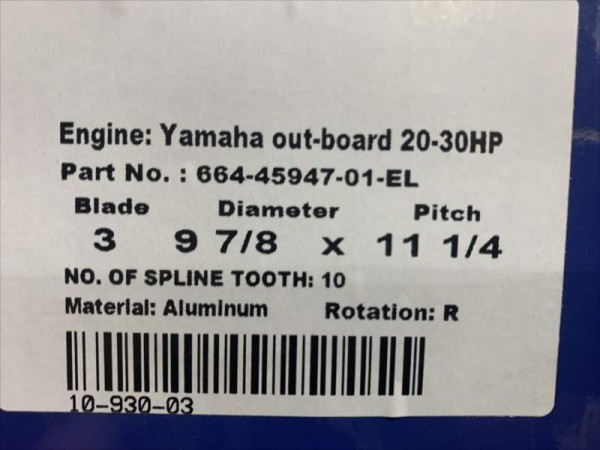 Engine: Yamaha out-board 20-30HP
Part No. : 664-45947-01-EL
Blade Diameter Pitch
3 9 7/8 x 11 1/4
NO. OF SPLINE TOOTH: 10
Material: Aluminum Rotation: R
10-930-03